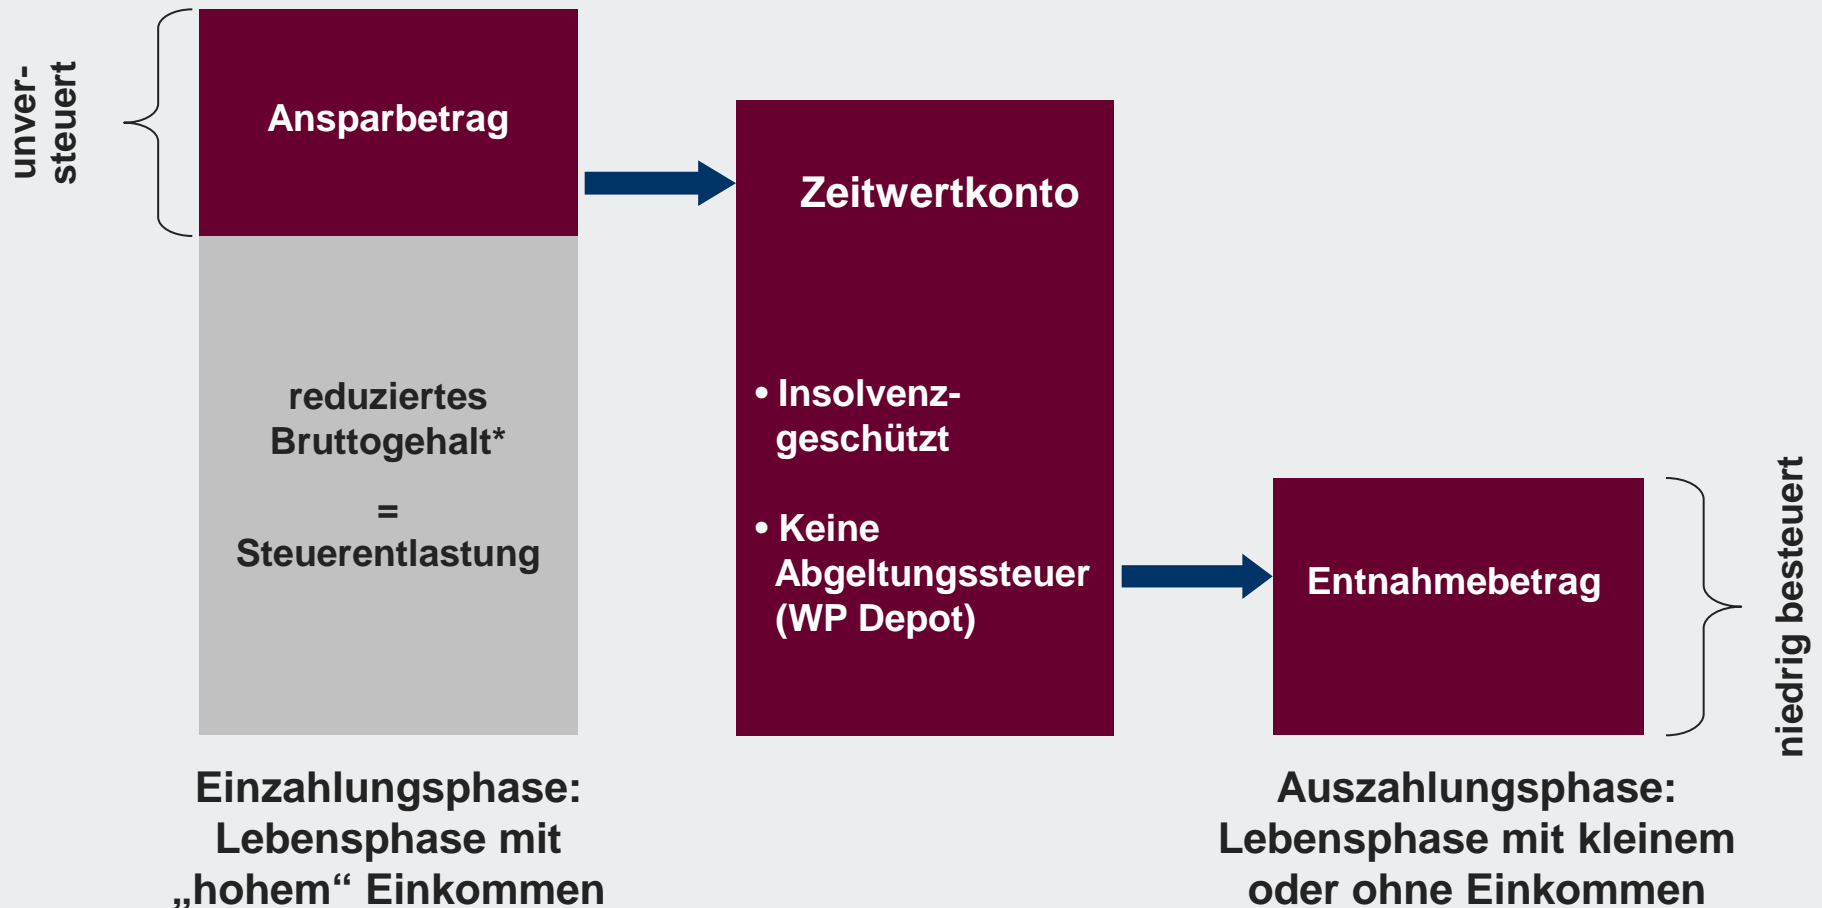 unver-
steuert
Ansparbetrag
reduziertes
Bruttogehalt*
=
Steuerentlastung
Einzahlungsphase:
Lebensphase mit
„hohem“ Einkommen
Zeitwertkonto
• Insolvenz-
geschützt
• Keine
Abgeltungssteuer
(WP Depot)
Entnahmebetrag
niedrig besteuert
Auszahlungsphase:
Lebensphase mit kleinem
oder ohne Einkommen